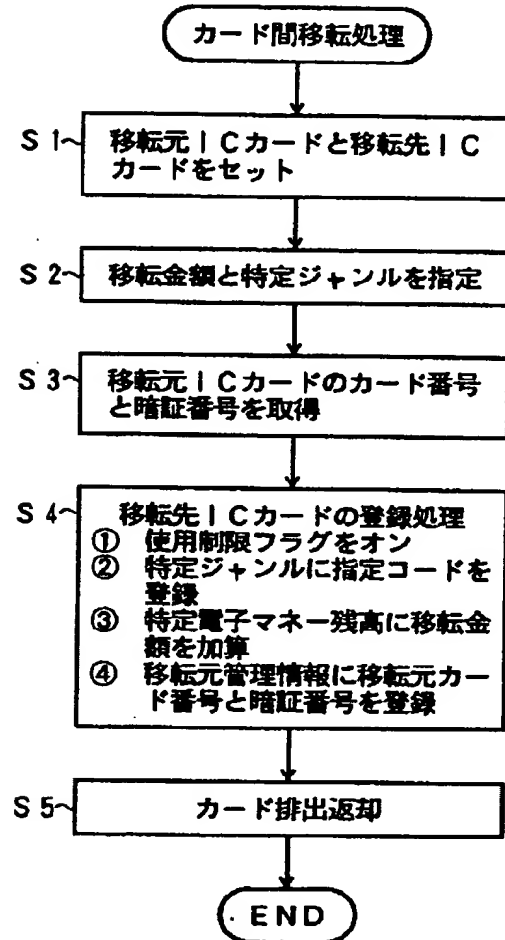 カード間移転処理
S1 移転元ICカードと移転先IC
カードをセット
S2 移転金額と特定ジャンルを指定
S3 移転元ICカードのカード番号
と暗証番号を取得
S4 移転先ICカードの登録処理
① 使用制限フラグをオン
② 特定ジャンルに指定コードを
登録
③ 特定電子マネー残高に移転金
額を加算
④ 移転元管理情報に移転元カー
ド番号と暗証番号を登録
S5 カード排出返却
END